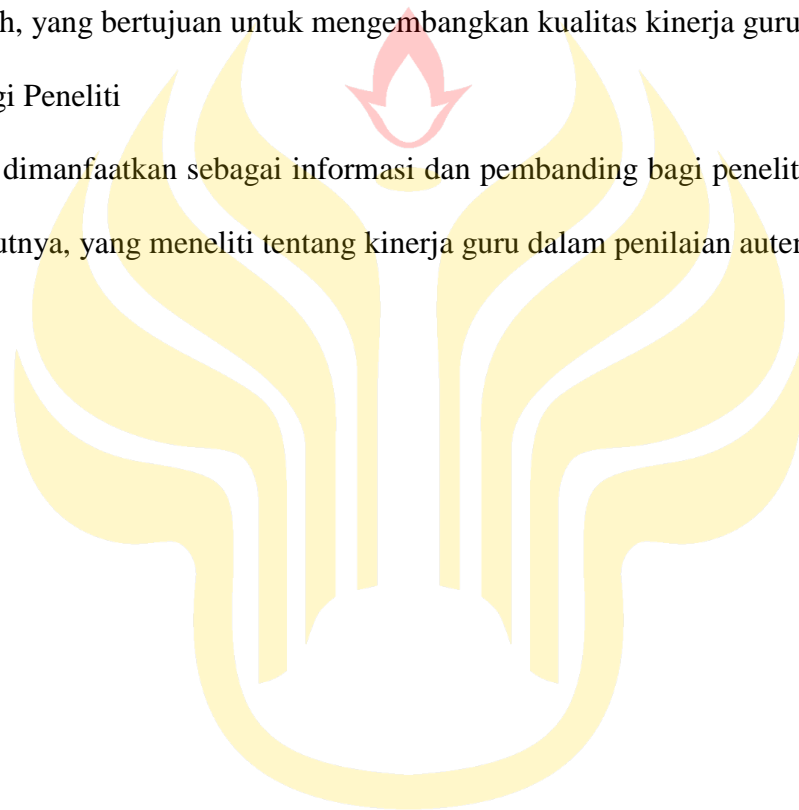 h, yang bertujuan untuk mengembangkan kualitas kinerja guru
gi Peneliti
dimanfaatkan sebagai informasi dan pembanding bagi penelit
utnya, yang meneliti tentang kinerja guru dalam penilaian auten